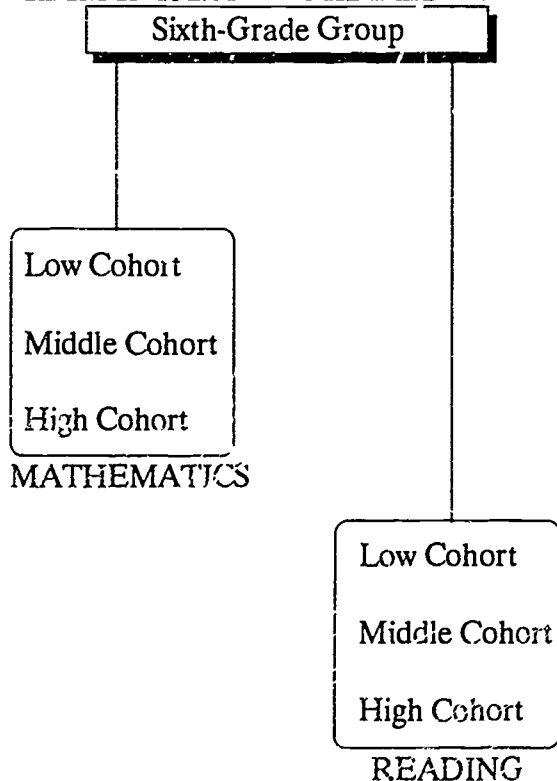 Sixth-Grade Group
Low Cohort
Middle Cohort
High Cohort
MATHEMATICS
Low Cohort
Middle Cohort
High Cohort
READING